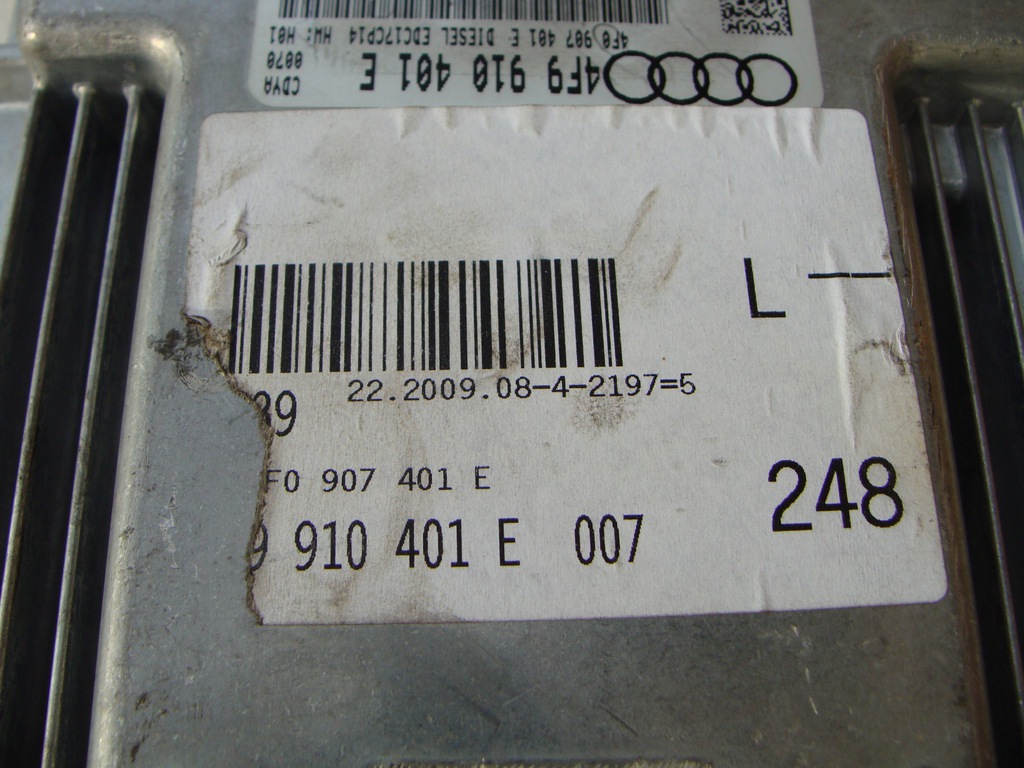 4F9 910 401 E
CDYA
0070
4F0 907 401 E DIESEL EDC17CP14 HW: H01
L —
22.2009.08-4-2197=5
39
F0 907 401 E
248
9 910 401 E 007